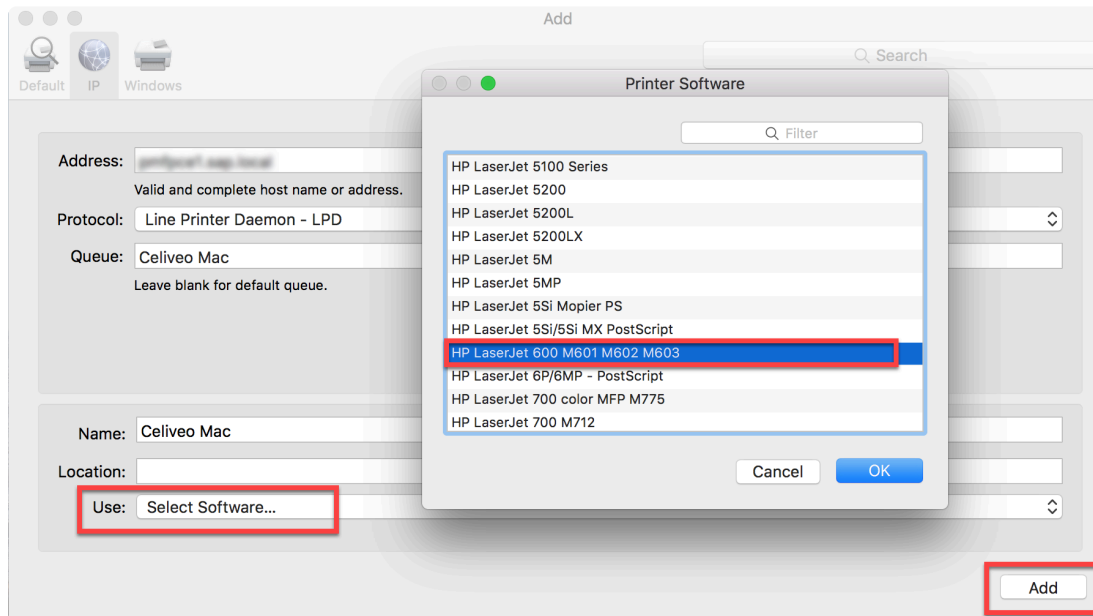 Add
Search
Default IP Windows
Printer Software
Filter
Address:
Valid and complete host name or address.
Protocol: Line Printer Daemon - LPD
Queue: Celiveo Mac
Leave blank for default queue.
HP LaserJet 5100 Series
HP LaserJet 5200
HP LaserJet 5200L
HP LaserJet 5200LX
HP LaserJet 5M
HP LaserJet 5MP
HP LaserJet 5Si Mopier PS
HP LaserJet 5Si/5Si MX PostScript
HP LaserJet 600 M601 M602 M603
HP LaserJet 6P/6MP - PostScript
HP LaserJet 700 color MFP M775
HP LaserJet 700 M712
Cancel OK
Name: Celiveo Mac
Location:
Use: Select Software...
Add